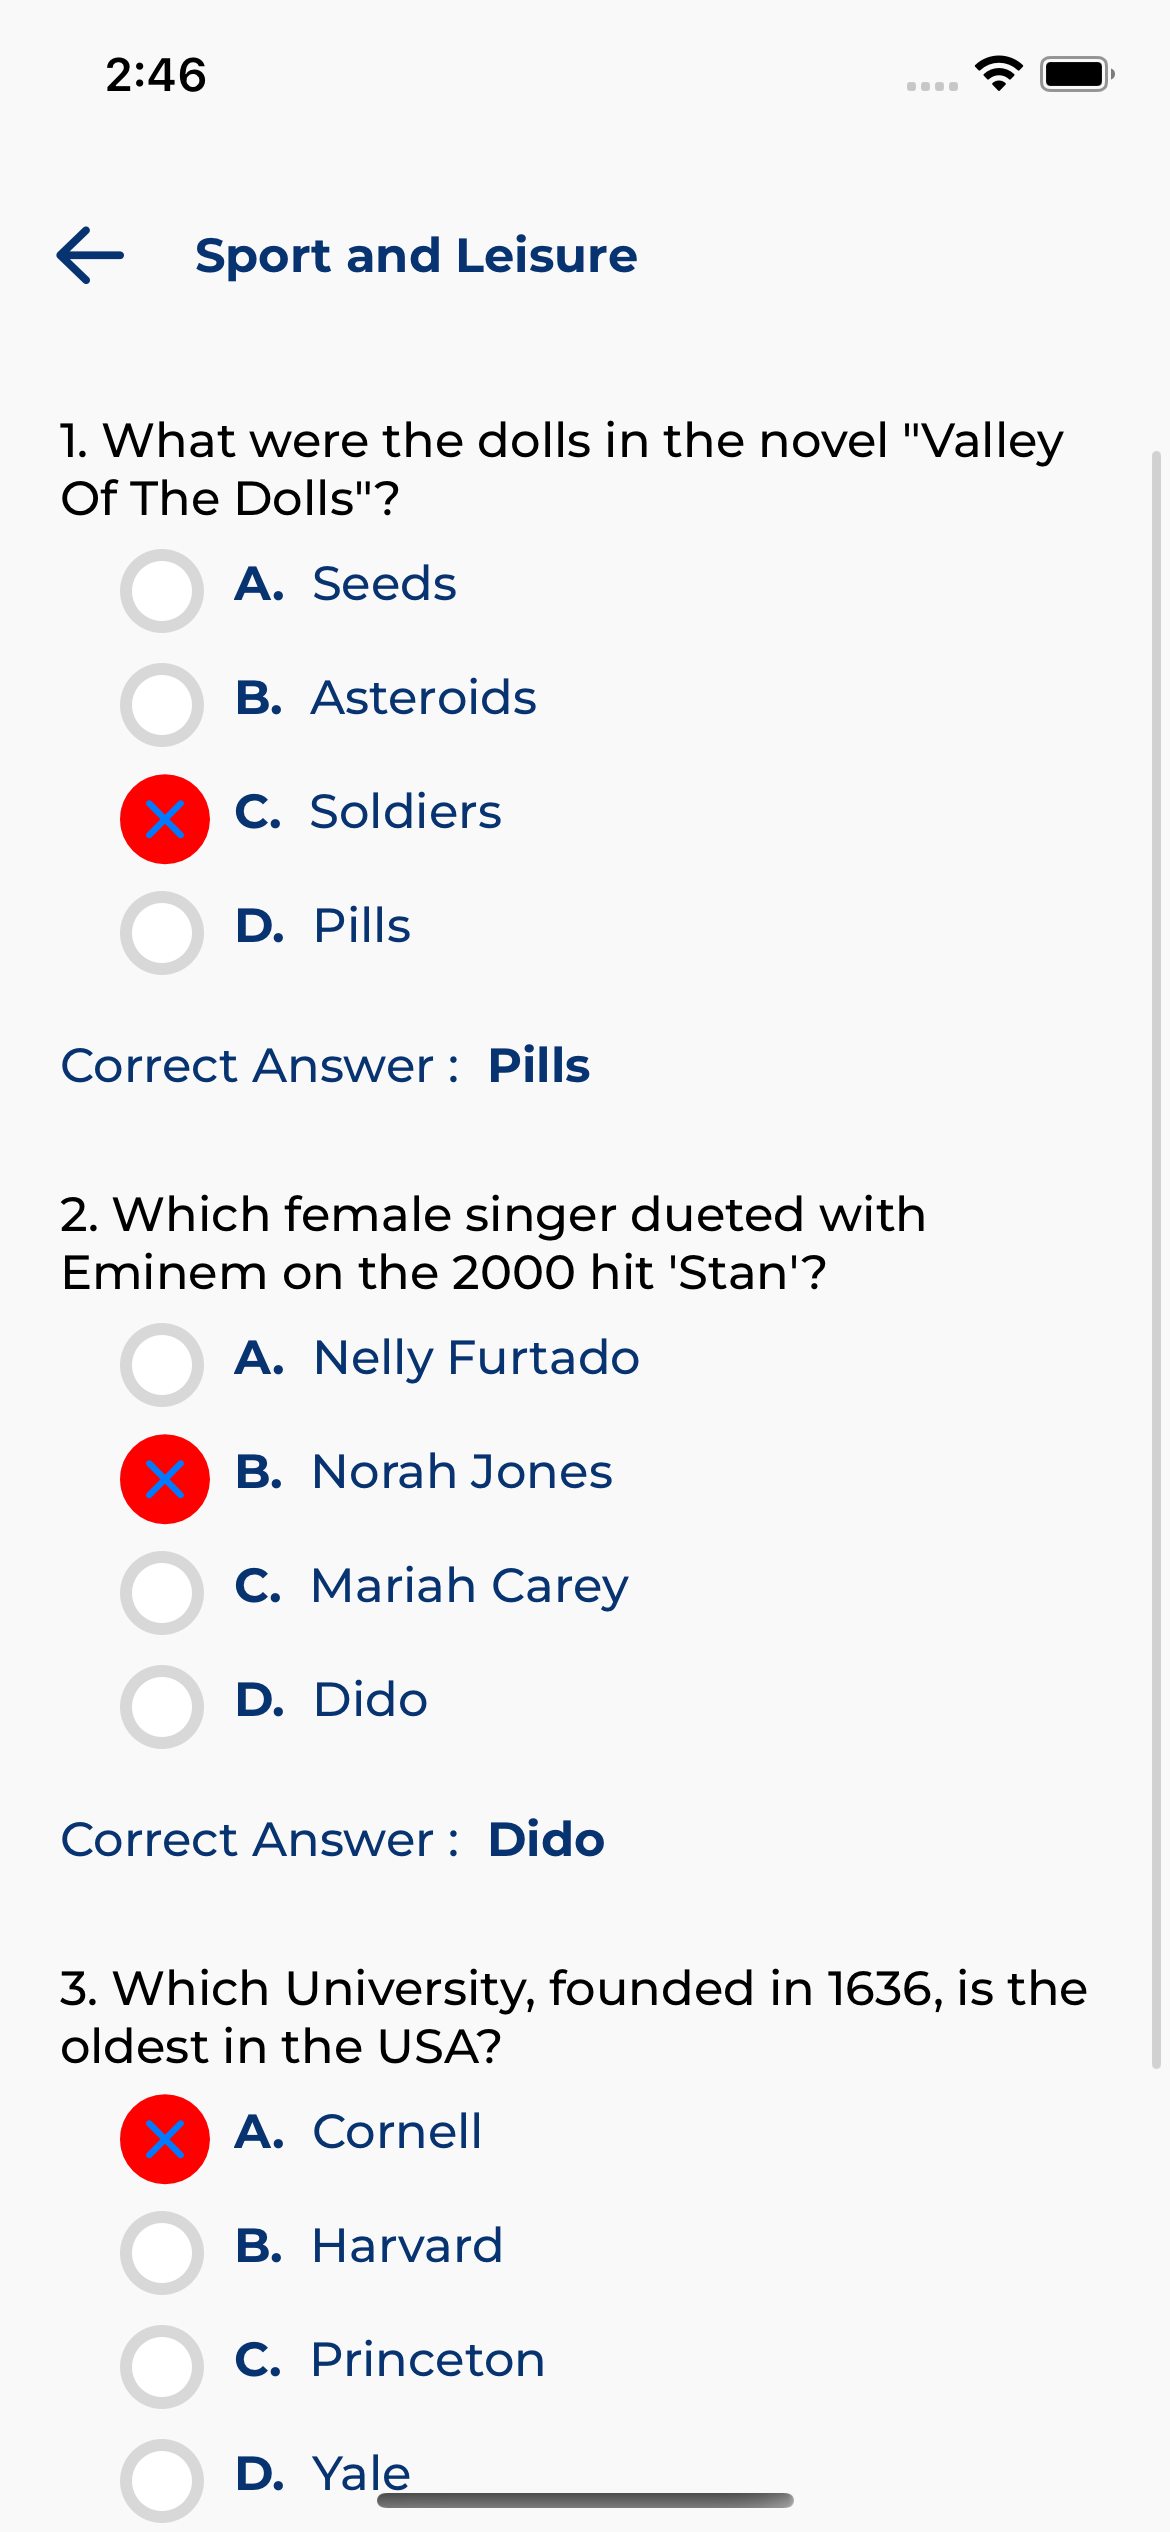 2:46
Sport and Leisure
1. What were the dolls in the novel "Valley
Of The Dolls"?
A. Seeds
B. Asteroids
C. Soldiers
D. Pills
Correct Answer : Pills
2. Which female singer dueted with
Eminem on the 2000 hit 'Stan'?
A. Nelly Furtado
B. Norah Jones
C. Mariah Carey
D. Dido
Correct Answer : Dido
3. Which University, founded in 1636, is the
oldest in the USA?
A. Cornell
B. Harvard
C. Princeton
D. Yale